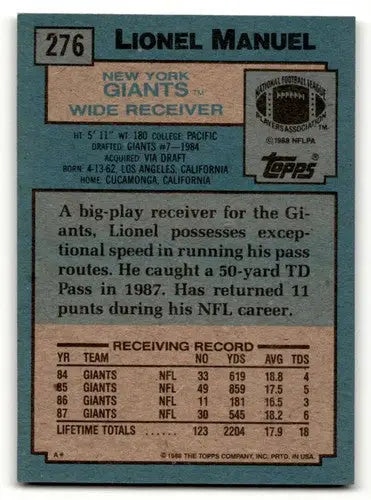 276 LIONEL MANUEL
NEW YORK
GIANTS™
WIDE RECEIVER
NATIONAL FOOTBALL LEAGUE
PLAYERS ASSOCIATION
©1988 NFLPA
Topps®
HT: 5' 11" WT: 180 COLLEGE: PACIFIC
DRAFTED: GIANTS #7—1984
ACQUIRED: VIA DRAFT
BORN: 4-13-62, LOS ANGELES, CALIFORNIA
HOME: CUCAMONGA, CALIFORNIA
A big-play receiver for the Gi-
ants, Lionel possesses excep-
tional speed in running his pass
routes. He caught a 50-yard TD
Pass in 1987. Has returned 11
punts during his NFL career.
RECEIVING RECORD
YR TEAM NO YDS AVG TDS
84 GIANTS NFL 33 619 18.8 4
85 GIANTS NFL 49 859 17.5 5
86 GIANTS NFL 11 181 16.5 3
87 GIANTS NFL 30 545 18.2 6
LIFETIME TOTALS ...... 123 2204 17.9 18
A* © 1988 THE TOPPS COMPANY, INC. PRTD. IN USA.